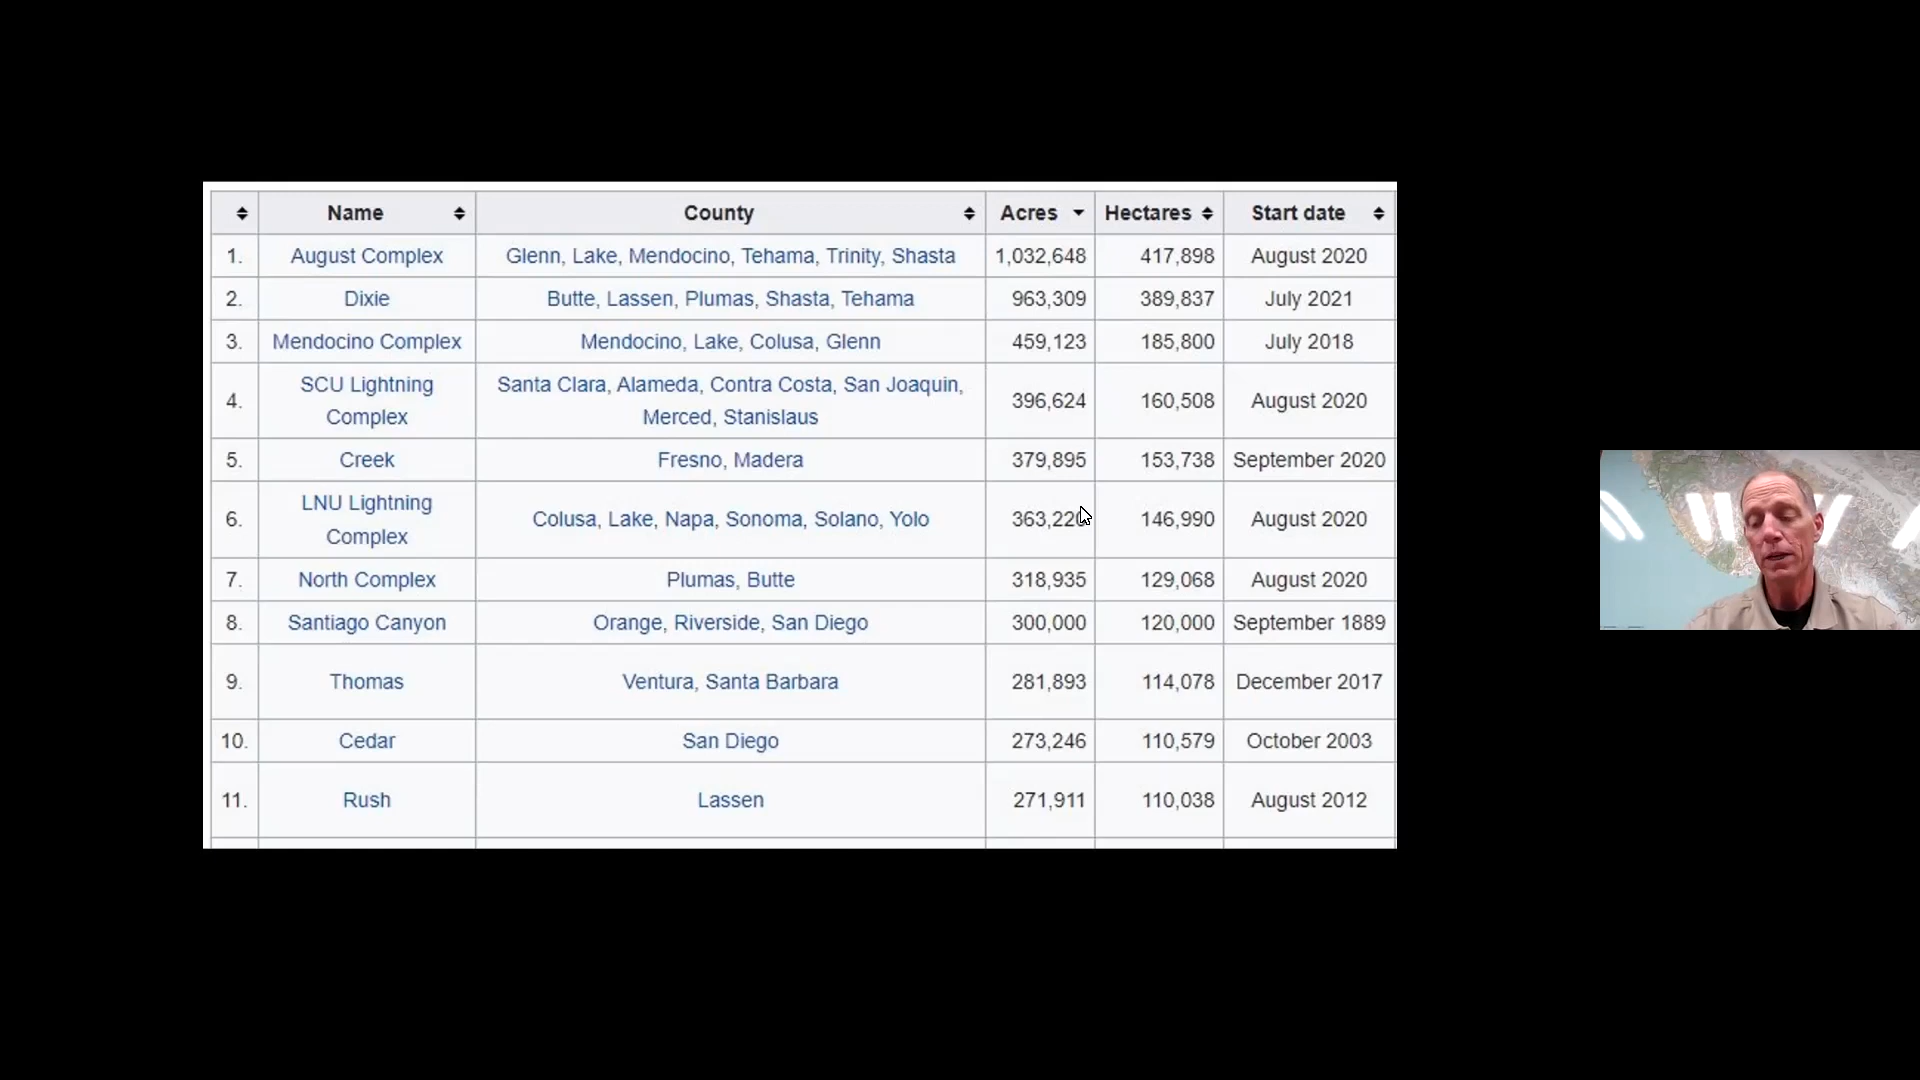 Name County Acres Hectares Start date
1. August Complex Glenn, Lake, Mendocino, Tehama, Trinity, Shasta 1,032,648 417,898 August 2020
2. Dixie Butte, Lassen, Plumas, Shasta, Tehama 963,309 389,837 July 2021
3. Mendocino Complex Mendocino, Lake, Colusa, Glenn 459,123 185,800 July 2018
4. SCU Lightning Complex Santa Clara, Alameda, Contra Costa, San Joaquin, Merced, Stanislaus 396,624 160,508 August 2020
5. Creek Fresno, Madera 379,895 153,738 September 2020
6. LNU Lightning Complex Colusa, Lake, Napa, Sonoma, Solano, Yolo 363,220 146,990 August 2020
7. North Complex Plumas, Butte 318,935 129,068 August 2020
8. Santiago Canyon Orange, Riverside, San Diego 300,000 120,000 September 1889
9. Thomas Ventura, Santa Barbara 281,893 114,078 December 2017
10. Cedar San Diego 273,246 110,579 October 2003
11. Rush Lassen 271,911 110,038 August 2012